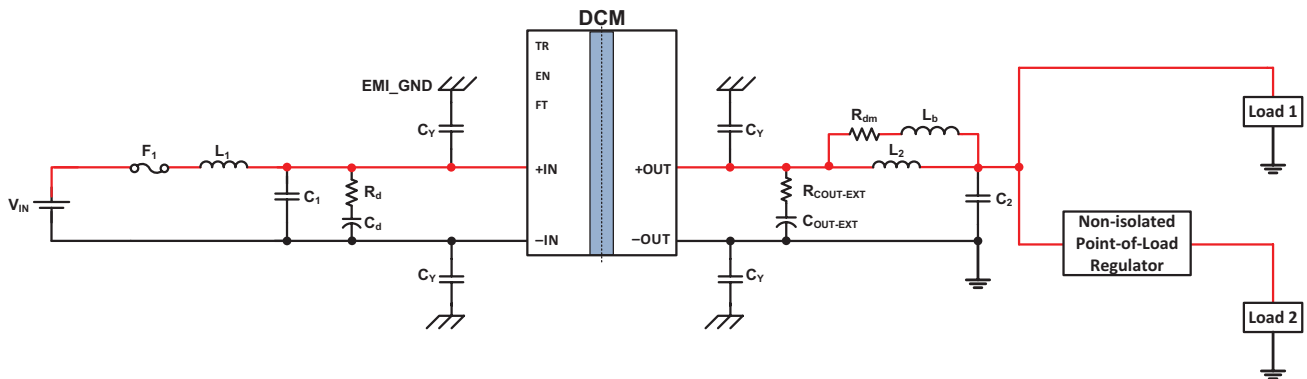 DCM
TR
EN
FT
EMI_GND
CY
CY
F1
L1
+IN
+OUT
Rdm
Lb
L2
Load 1
VIN
C1
Rd
Cd
RCOUT-EXT
COUT-EXT
C2
–IN
–OUT
Non-isolated
Point-of-Load
Regulator
CY
CY
Load 2